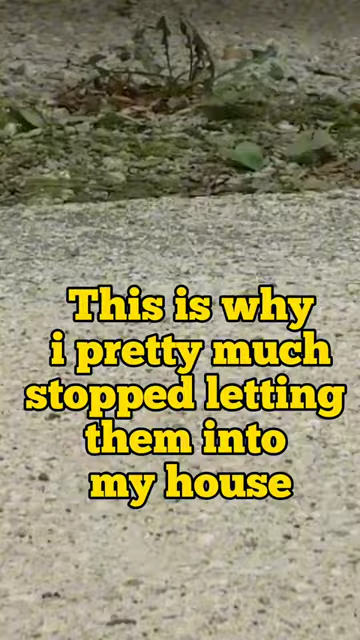 This is why
i pretty much
stopped letting
them into
my house